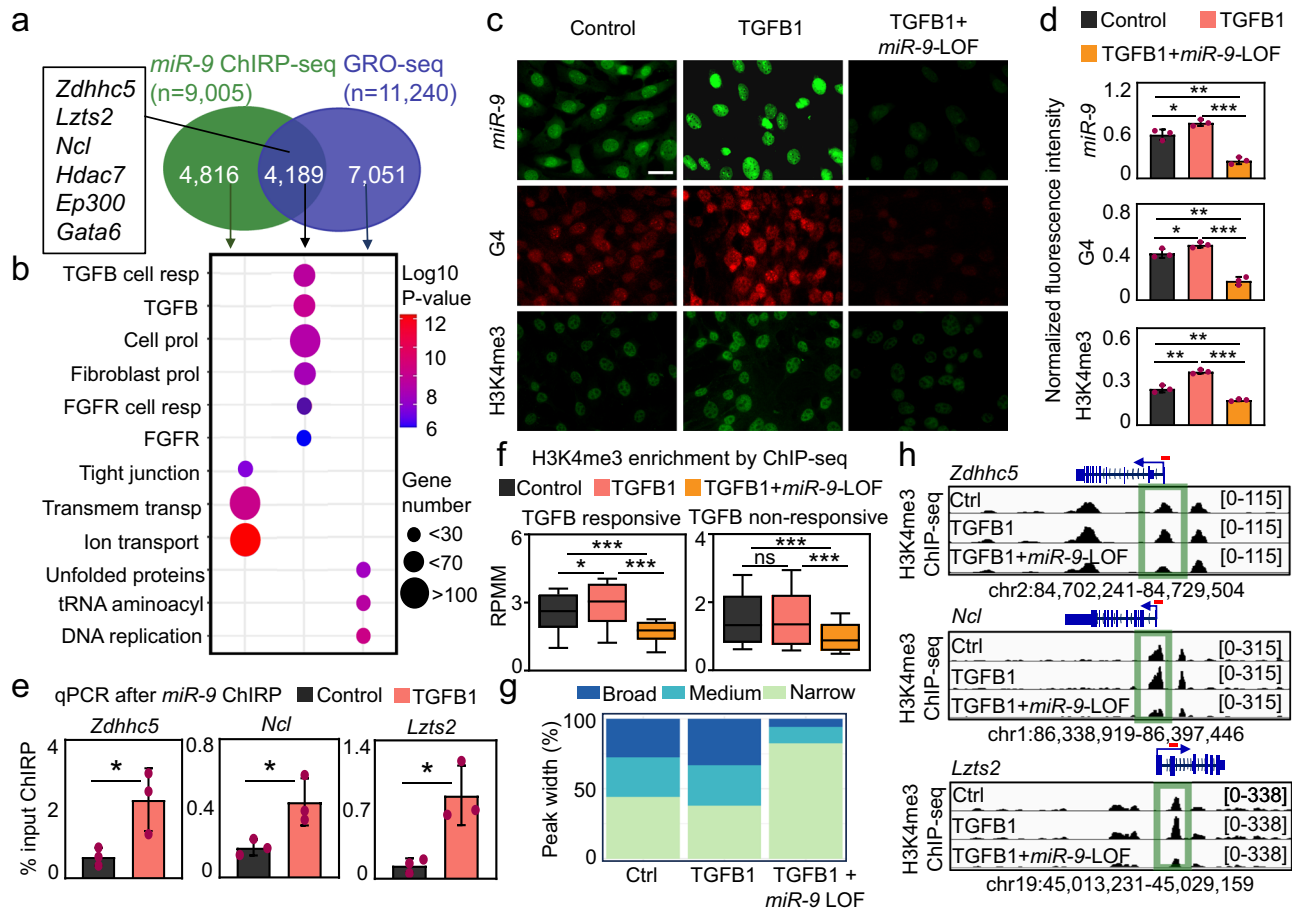 a
miR-9 ChIRP-seq
(n=9,005)
GRO-seq
(n=11,240)
Zdhhc5
Lzts2
Ncl
Hdac7
Ep300
Gata6
4,816
4,189
7,051
b
TGFB cell resp
TGFB
Cell prol
Fibroblast prol
FGFR cell resp
FGFR
Tight junction
Transmem transp
Ion transport
Unfolded proteins
tRNA aminoacyl
DNA replication
Log10
P-value
12
10
8
6
Gene
number
<30
<70
>100
c
Control
TGFB1
TGFB1+
miR-9-LOF
miR-9
G4
H3K4me3
d
Control
TGFB1
TGFB1+miR-9-LOF
Normalized fluorescence intensity
miR-9
1.2
0.6
0
**
* ***
G4
0.8
0.4
0
**
* ***
H3K4me3
0.6
0.3
0
**
** ***
e
qPCR after miR-9 ChIRP
Control
TGFB1
% input ChIRP
Zdhhc5
4
2
0
*
Ncl
0.8
0.4
0
*
Lzts2
1.4
0.7
0
*
f
H3K4me3 enrichment by ChIP-seq
Control
TGFB1
TGFB1+miR-9-LOF
RPMM
TGFB responsive
6
3
0
***
* ***
TGFB non-responsive
4
2
0
***
ns ***
g
Broad
Medium
Narrow
Peak width (%)
100
50
0
Ctrl
TGFB1
TGFB1 +
miR-9 LOF
h
Zdhhc5
H3K4me3
ChIP-seq
Ctrl [0-115]
TGFB1 [0-115]
TGFB1+miR-9-LOF [0-115]
chr2:84,702,241-84,729,504
Ncl
H3K4me3
ChIP-seq
Ctrl [0-315]
TGFB1 [0-315]
TGFB1+miR-9-LOF [0-315]
chr1:86,338,919-86,397,446
Lzts2
H3K4me3
ChIP-seq
Ctrl [0-338]
TGFB1 [0-338]
TGFB1+miR-9-LOF [0-338]
chr19:45,013,231-45,029,159